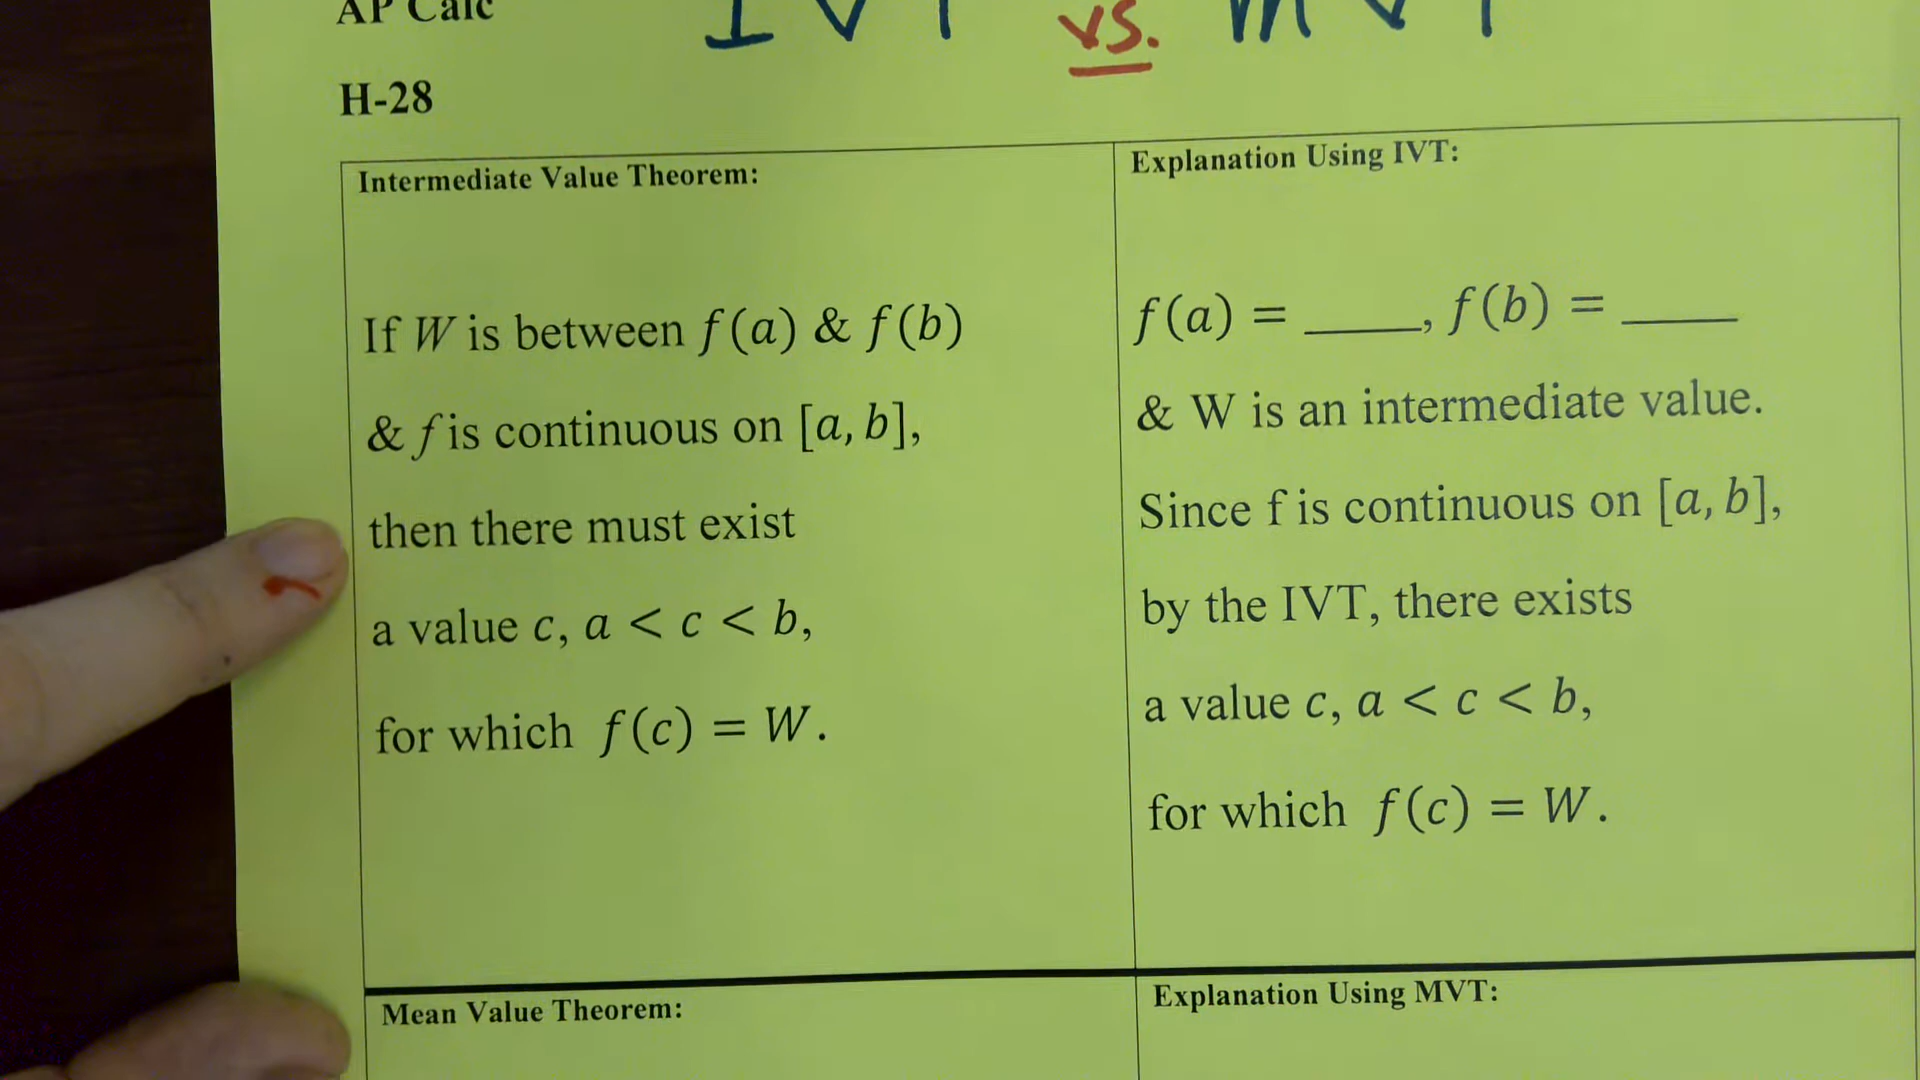 AP Calc
IVT vs. MVT
H-28
Intermediate Value Theorem:
If W is between f(a) & f(b)
& f is continuous on [a, b],
then there must exist
a value c, a < c < b,
for which f(c) = W.
Explanation Using IVT:
f(a) = ____, f(b) = ____
& W is an intermediate value.
Since f is continuous on [a, b],
by the IVT, there exists
a value c, a < c < b,
for which f(c) = W.
Mean Value Theorem:
Explanation Using MVT: